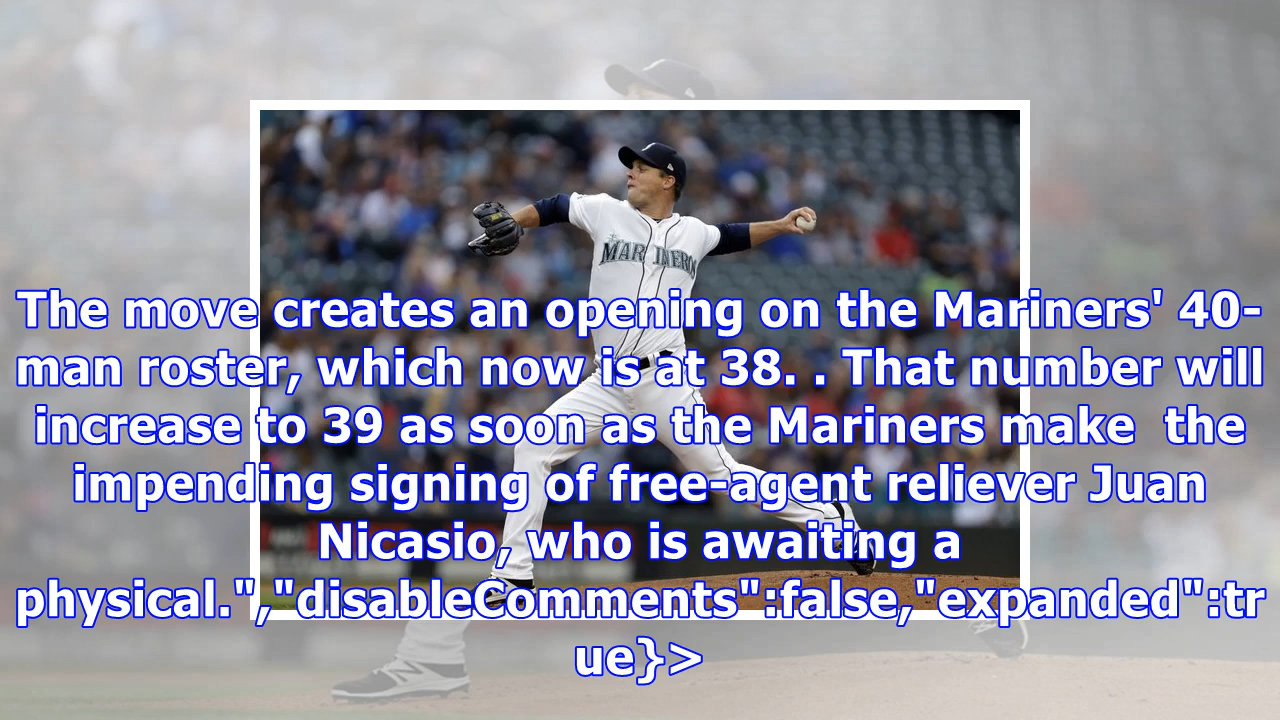 MARINERS
The move creates an opening on the Mariners' 40-
man roster, which now is at 38. . That number will
increase to 39 as soon as the Mariners make  the
impending signing of free-agent reliever Juan
Nicasio, who is awaiting a
physical.","disableComments":false,"expanded":tr
ue}>